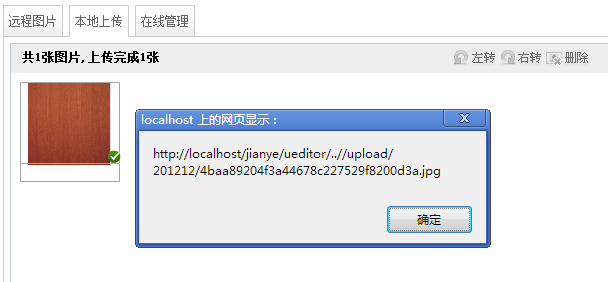 远程图片 本地上传 在线管理
共1张图片,上传完成1张 左转 右转 删除
localhost 上的网页显示：
http://localhost/jianye/ueditor/..//upload/
201212/4baa89204f3a44678c227529f8200d3a.jpg
确定